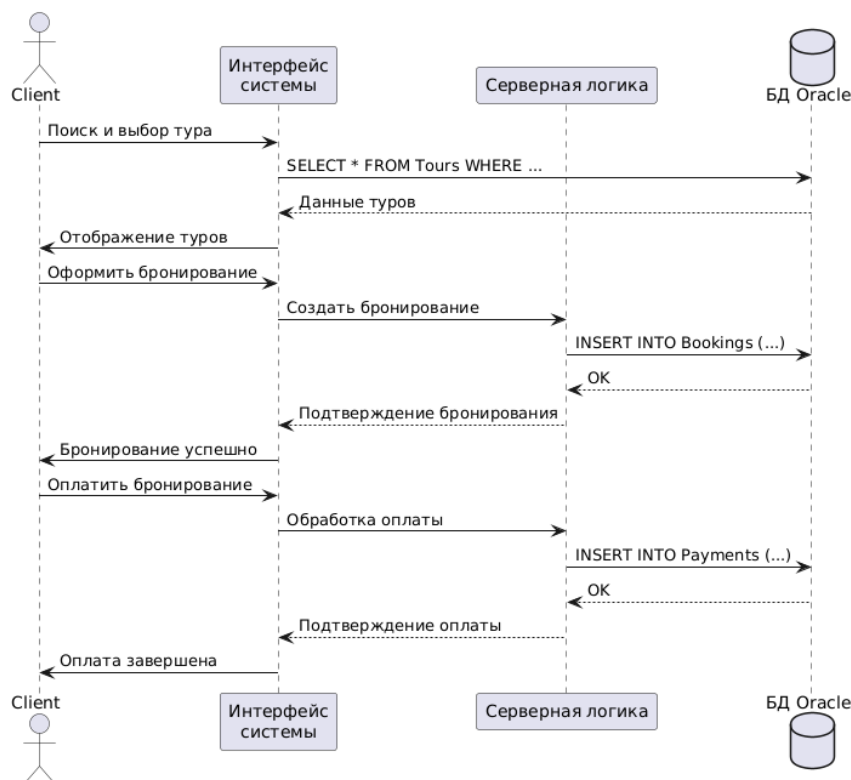 Client
Интерфейс
системы
Серверная логика
БД Oracle
Поиск и выбор тура
SELECT * FROM Tours WHERE ...
Данные туров
Отображение туров
Оформить бронирование
Создать бронирование
INSERT INTO Bookings (...)
OK
Подтверждение бронирования
Бронирование успешно
Оплатить бронирование
Обработка оплаты
INSERT INTO Payments (...)
OK
Подтверждение оплаты
Оплата завершена
Client
Интерфейс
системы
Серверная логика
БД Oracle